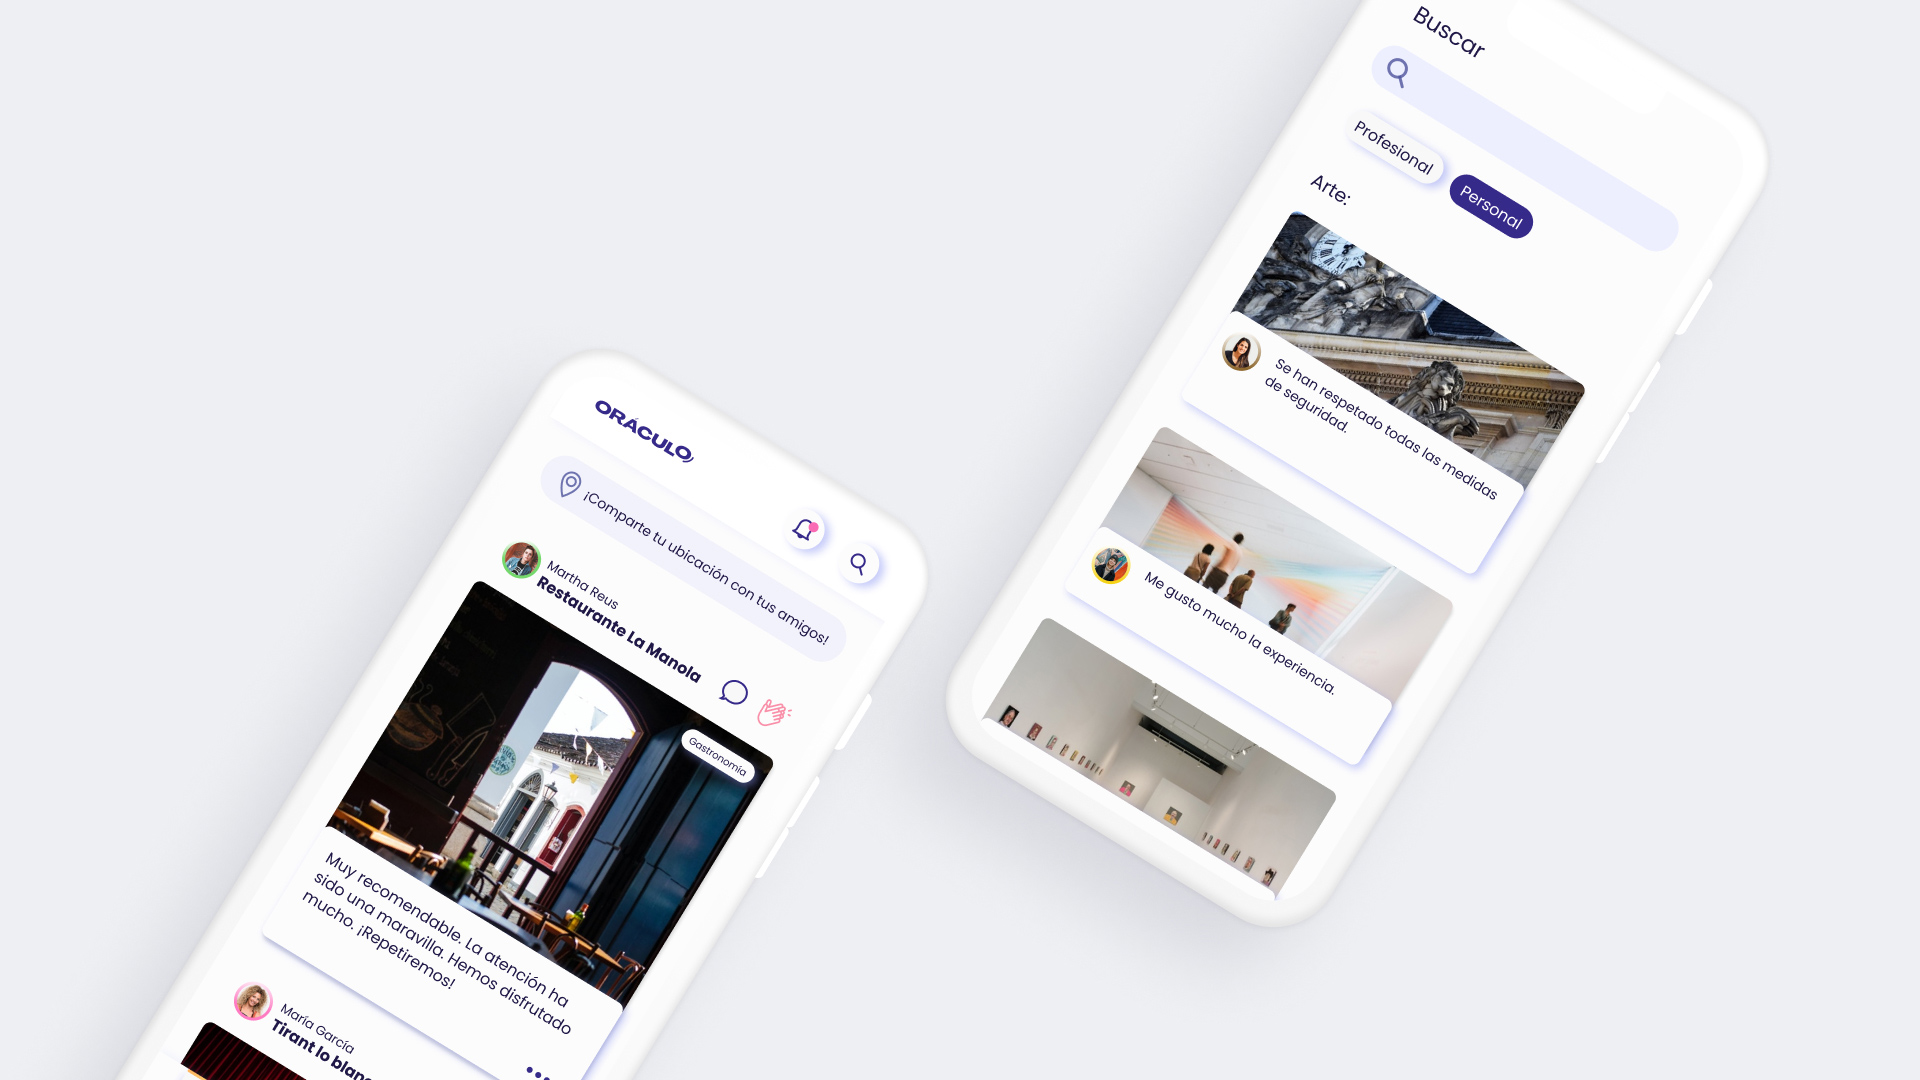 ORÁCULO
¡Comparte tu ubicación con tus amigos!
Martha Reus
Restaurante La Manola
Gastronomía
Muy recomendable. La atención ha
sido una maravilla. Hemos disfrutado
mucho. ¡Repetiremos!
María García
Tirant lo blanc
Buscar
Profesional
Personal
Arte:
Se han respetado todas las medidas
de seguridad.
Me gusto mucho la experiencia.